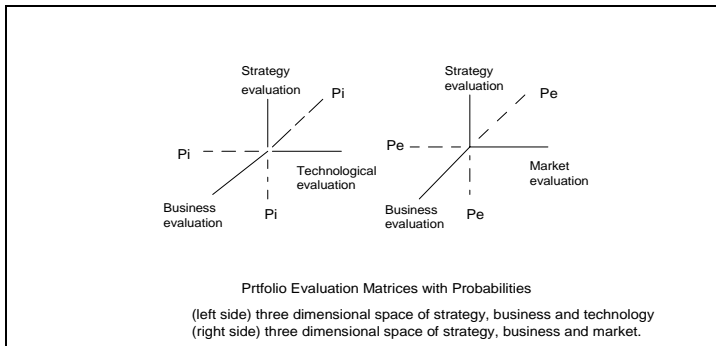 Strategy
evaluation
Pi
Pi
Technological
evaluation
Business
evaluation
Pi
Strategy
evaluation
Pe
Pe
Market
evaluation
Business
evaluation
Pe
Prtfolio Evaluation Matrices with Probabilities
(left side) three dimensional space of strategy, business and technology
(right side) three dimensional space of strategy, business and market.